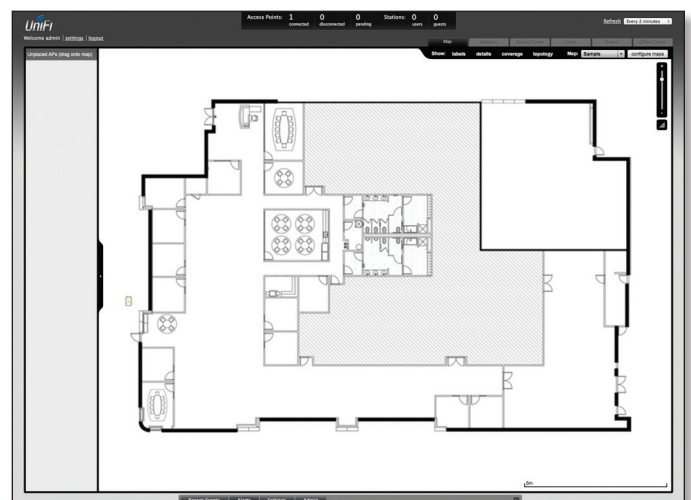 UniFi
Access Points: 1 connected 0 disconnected 0 pending Stations: 0 users 0 guests
Refresh Every 2 minutes
Welcome admin | settings | logout
Map
Unplaced APs (drag onto map)
Show: labels details coverage topology Map: Sample configure maps
5m